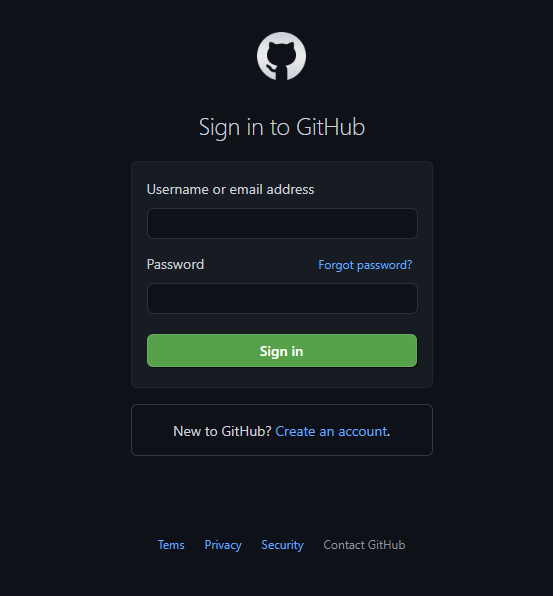 Sign in to GitHub
Username or email address
Password Forgot password?
Sign in
New to GitHub? Create an account.
Tems Privacy Security Contact GitHub